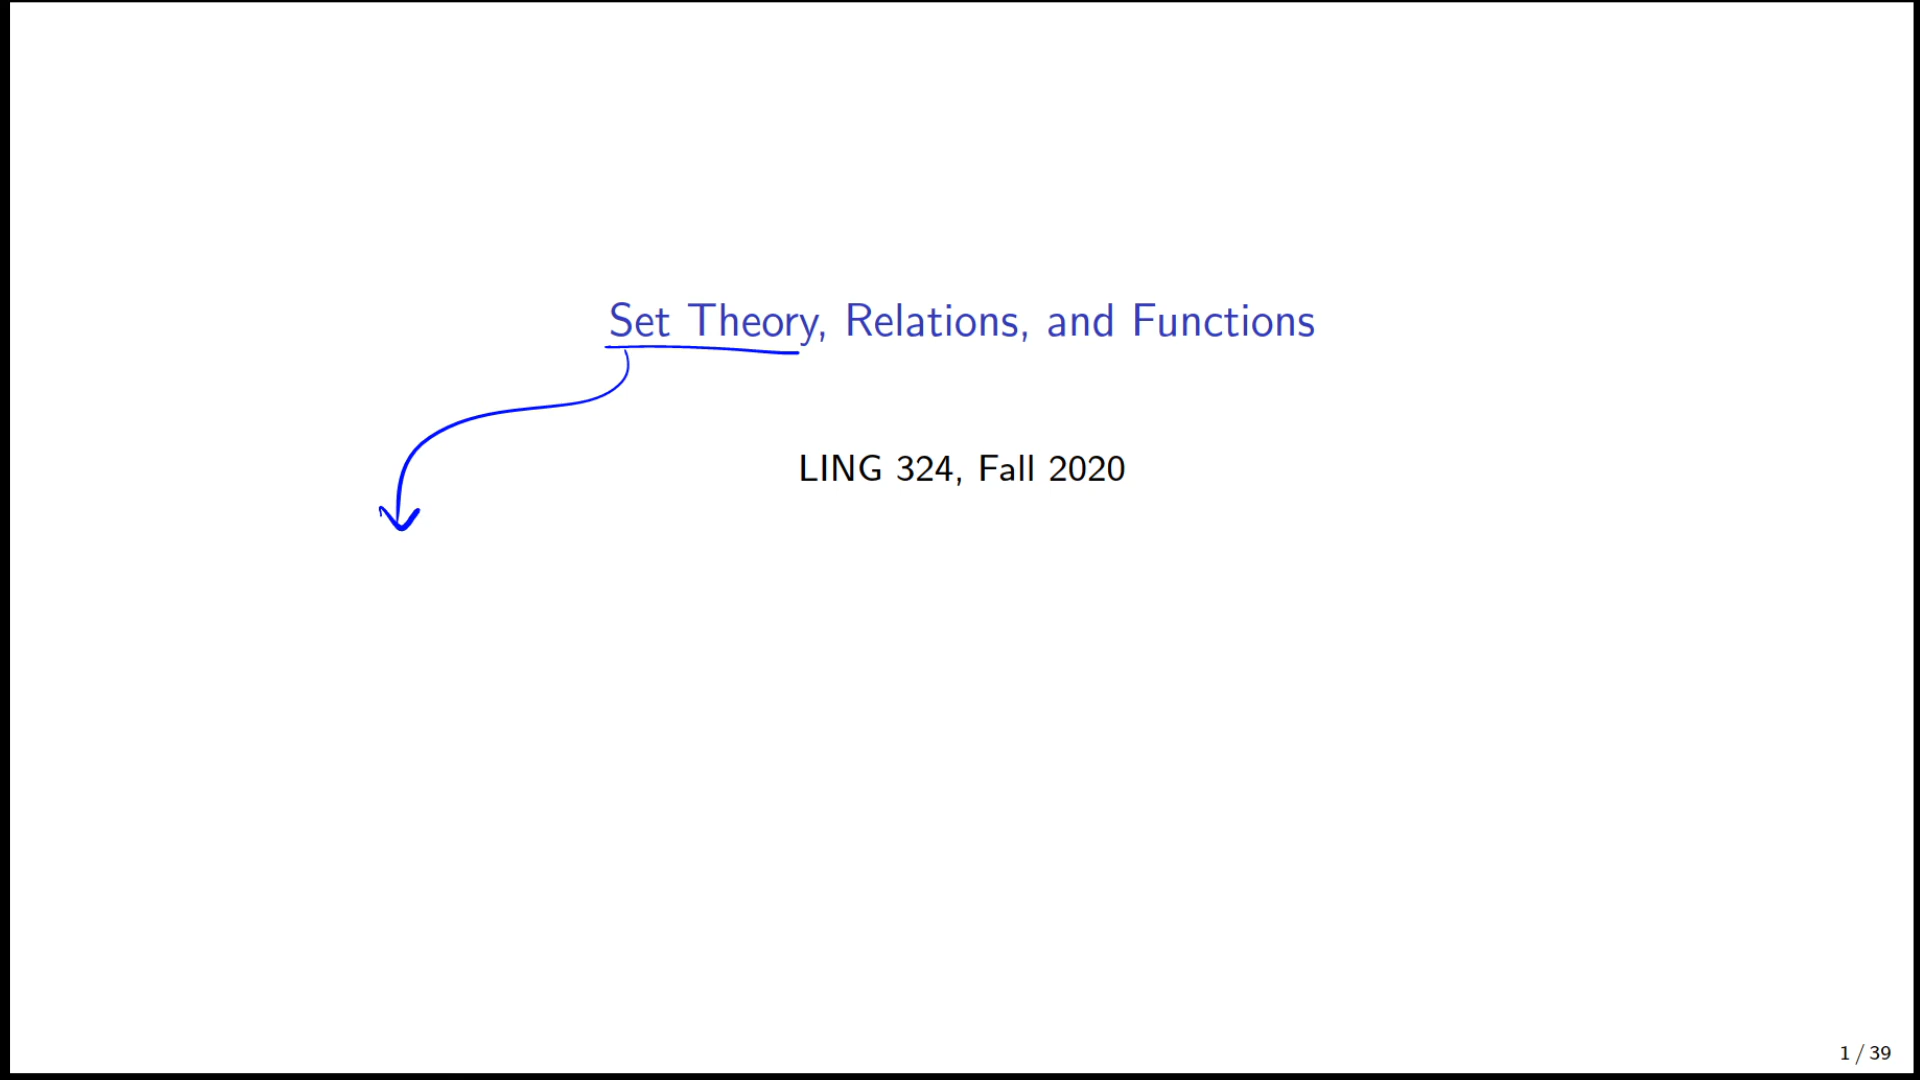 Set Theory, Relations, and Functions
LING 324, Fall 2020
1 / 39